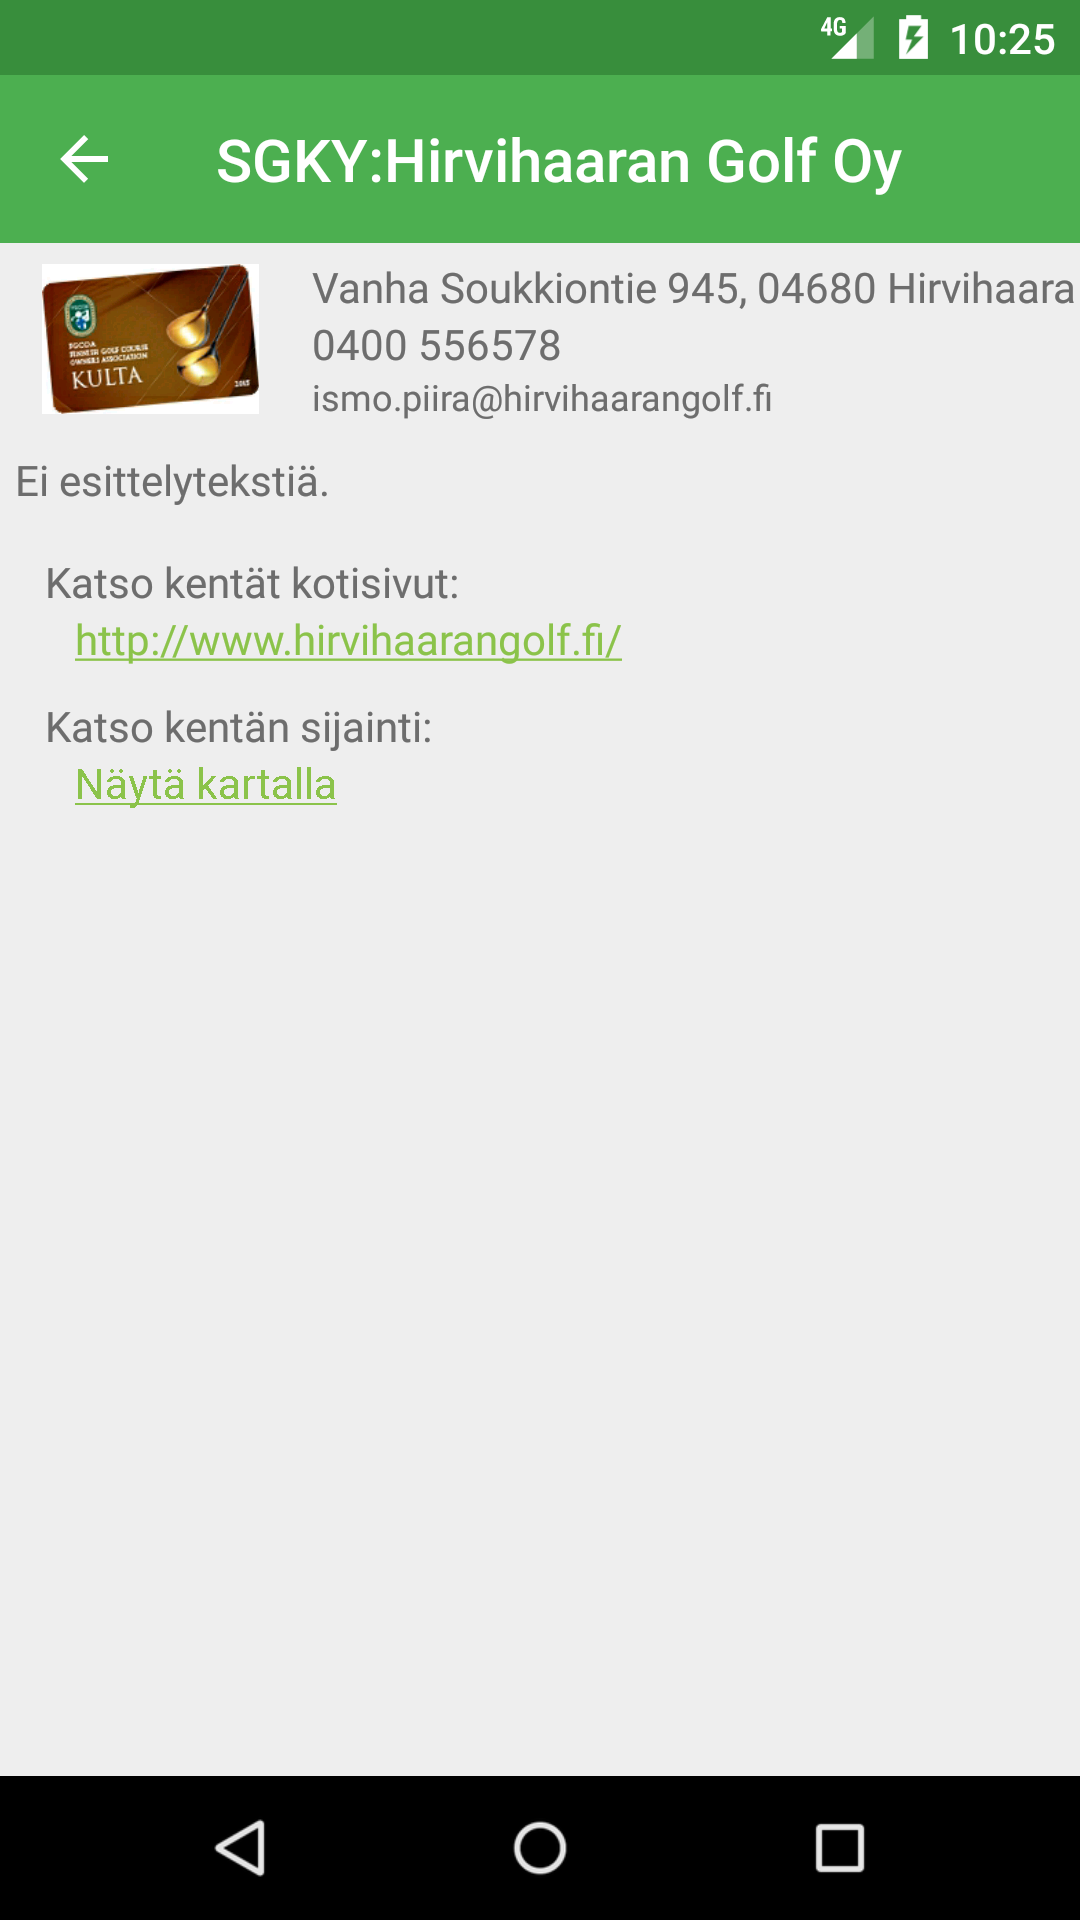 4G 10:25
SGKY:Hirvihaaran Golf Oy
FGCOA
FINNISH GOLF COURSE
OWNERS ASSOCIATION
KULTA
2015
Vanha Soukkiontie 945, 04680 Hirvihaara
0400 556578
ismo.piira@hirvihaarangolf.fi
Ei esittelytekstiä.
Katso kentät kotisivut:
http://www.hirvihaarangolf.fi/
Katso kentän sijainti:
Näytä kartalla